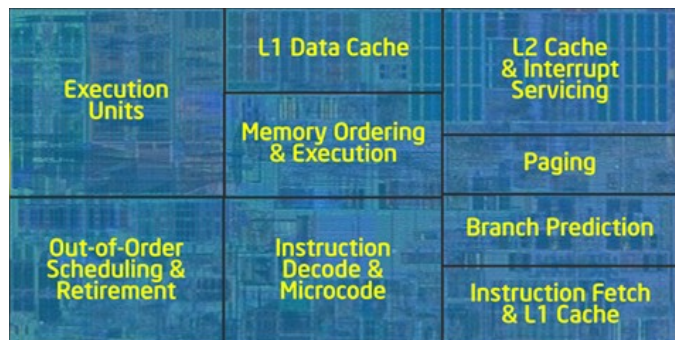 Execution
Units
L1 Data Cache
Memory Ordering
& Execution
L2 Cache
& Interrupt
Servicing
Paging
Out-of-Order
Scheduling &
Retirement
Instruction
Decode &
Microcode
Branch Prediction
Instruction Fetch
& L1 Cache